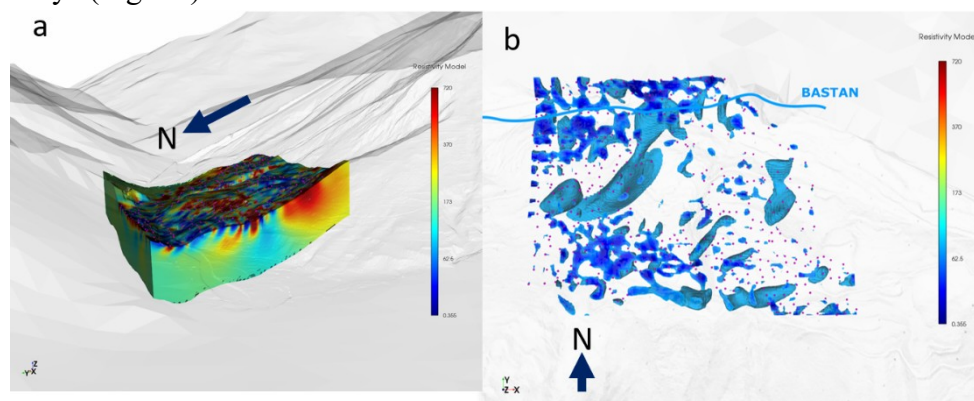 a
Resistivity Model
720
370
173
62.5
0.355
N
Z
Y X
b
Resistivity Model
720
370
173
62.5
0.355
BASTAN
N
Y
Z X